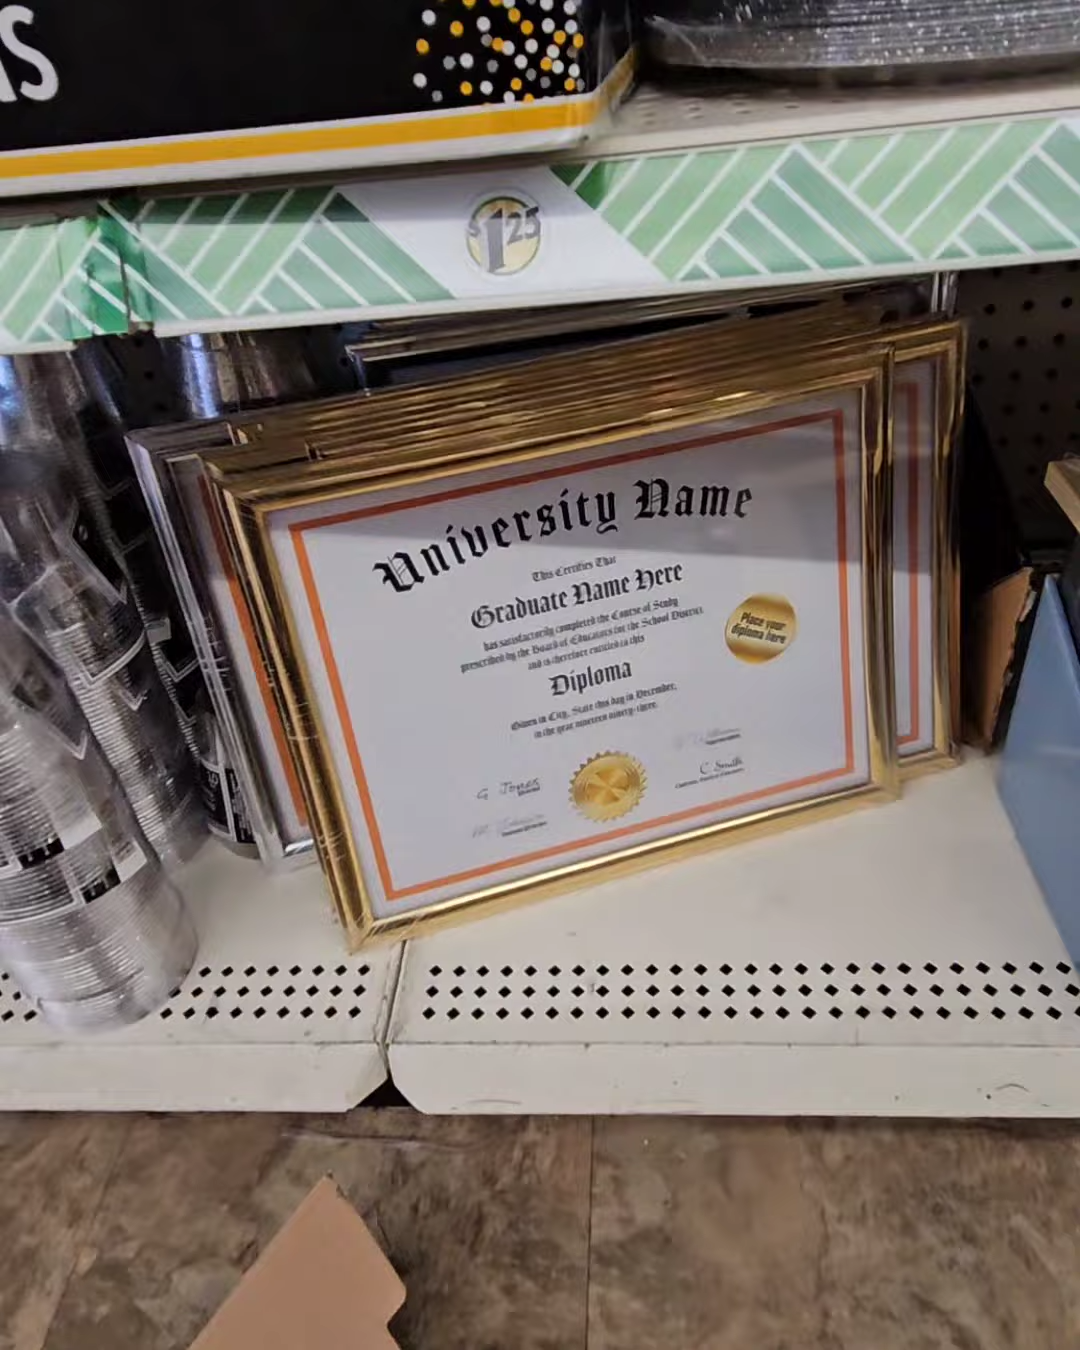 NS
$1.25
University Name
This Certifies That
Graduate Name Here
has satisfactorily completed the Course of Study
prescribed by the Board of Educators for the School District
and is therefore entitled to this
Diploma
Given in City, State this day in December,
in the year nineteen ninety-three.
Place your
diploma here
G Jones
C. Smith